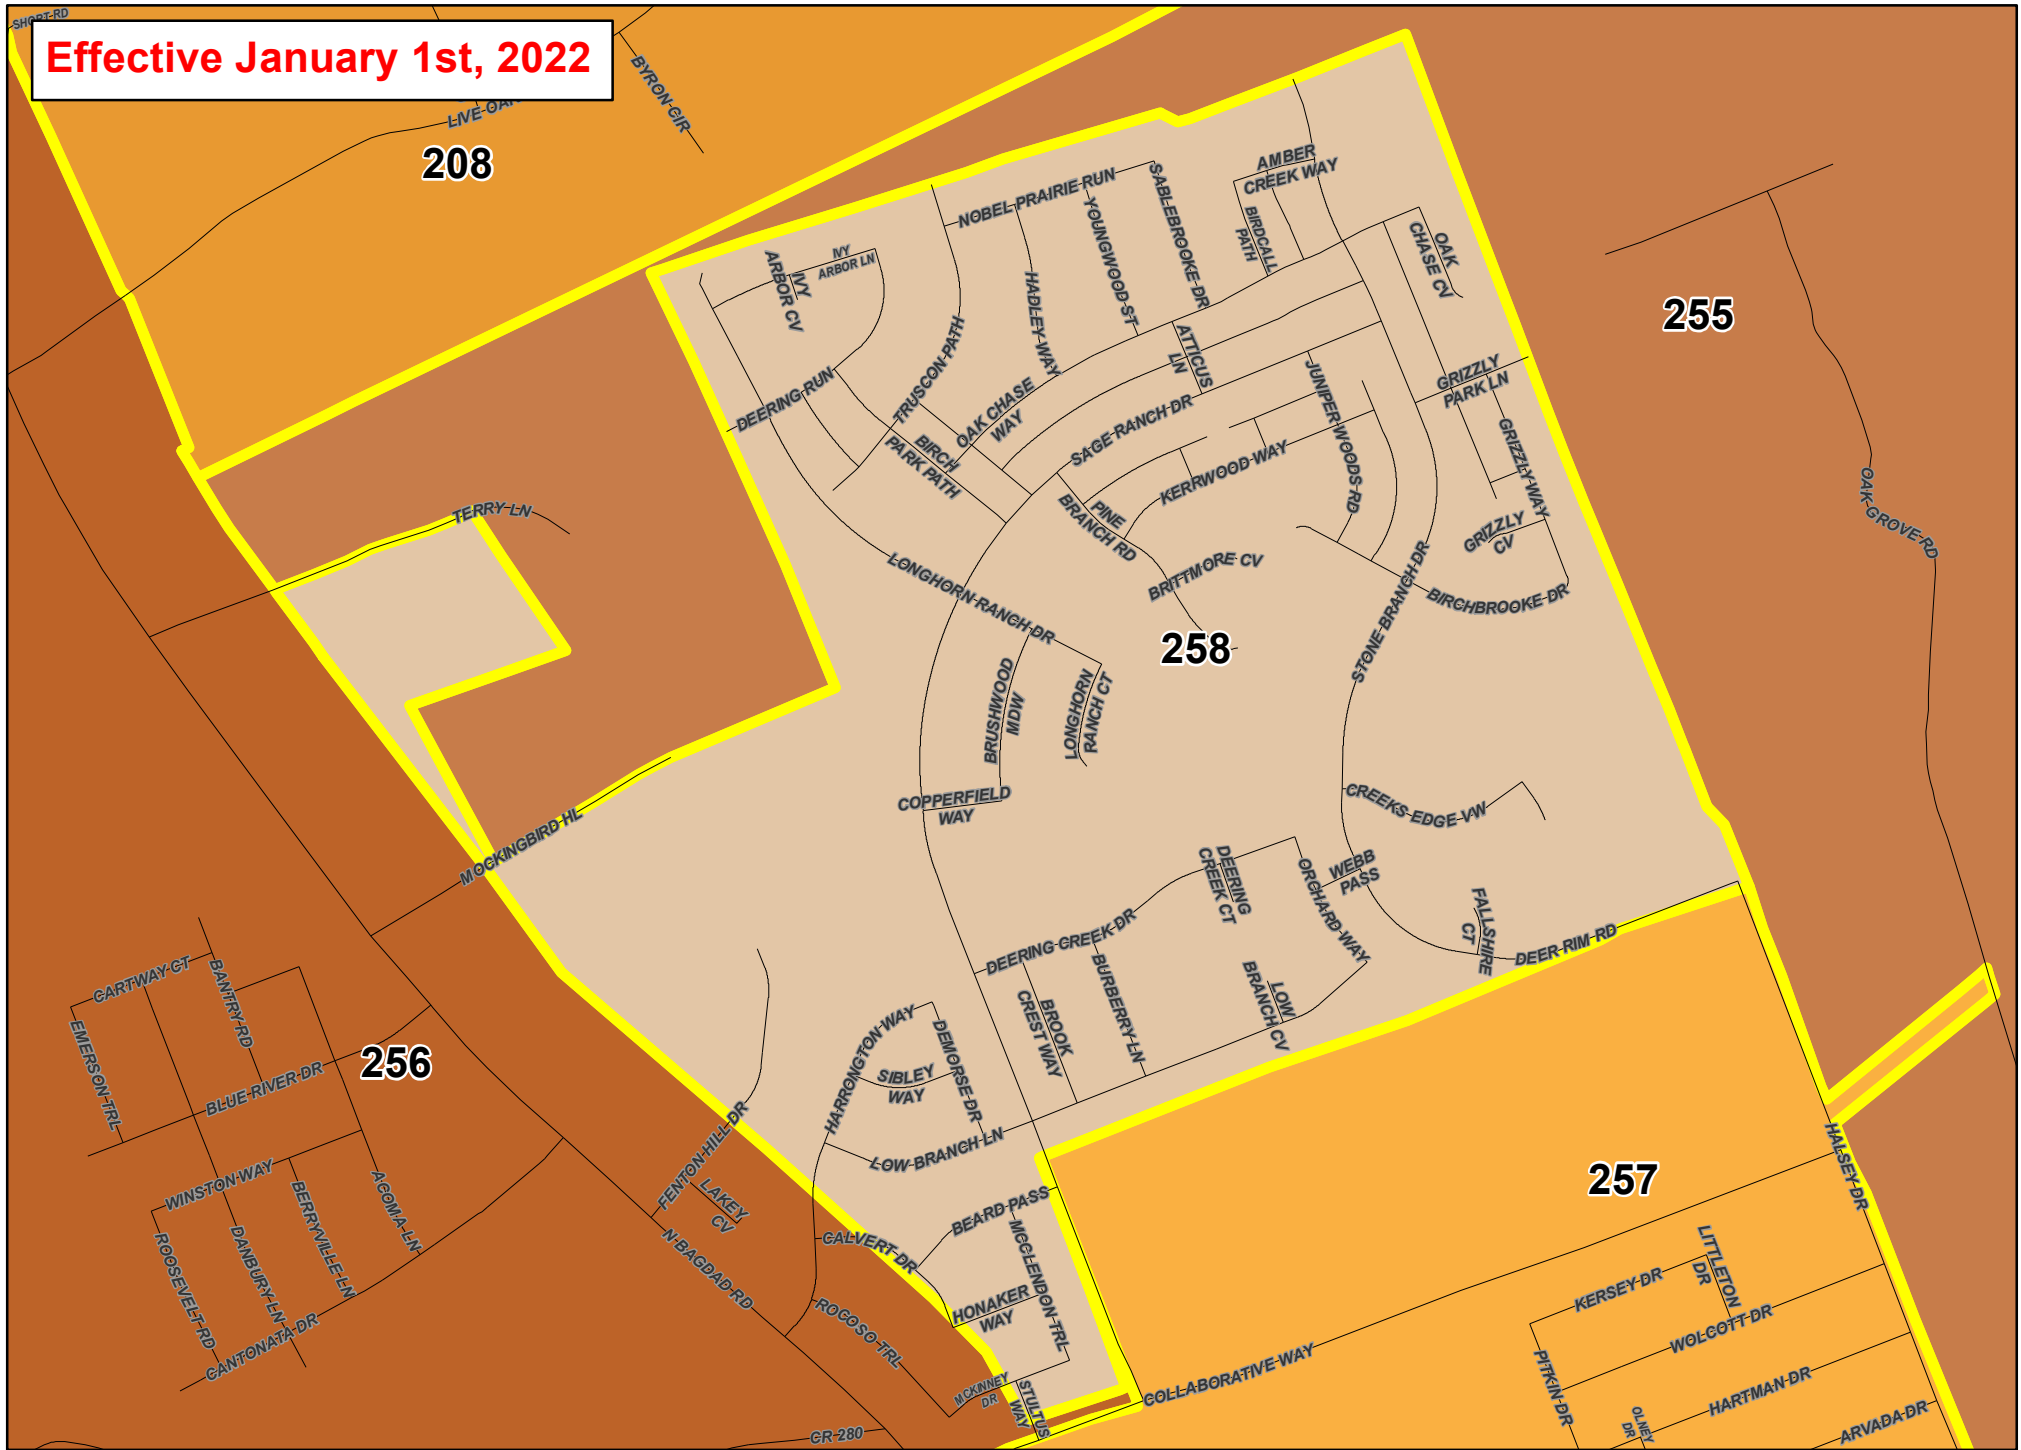 SHORT RD
Effective January 1st, 2022
BYRON CIR
LIVE OAK
208
AMBER
CREEK WAY
NOBEL PRAIRIE RUN
SABLEBROOKE DR
YOUNGWOOD ST
BIRDCALL
PATH
OAK
CHASE CV
IVY
ARBOR LN
IVY
ARBOR CV
HADLEY WAY
255
TRUSCON PATH
ATTICUS
LN
DEERING RUN
OAK CHASE
WAY
JUNIPER WOODS RD
GRIZZLY
PARK LN
SAGE RANCH DR
BIRCH
PARK PATH
GRIZZLY WAY
KERRWOOD WAY
PINE
BRANCH RD
TERRY LN
OAK GROVE RD
GRIZZLY
CV
BRITTMORE CV
STONE BRANCH DR
BIRCHBROOKE DR
LONGHORN RANCH DR
258
BRUSHWOOD
MDW
LONGHORN
RANCH CT
COPPERFIELD
WAY
CREEKS EDGE VW
MOCKINGBIRD HL
DEERING
CREEK CT
WEBB
PASS
ORCHARD WAY
FALLSHIRE
CT
DEERING CREEK DR
DEER RIM RD
BURBERRY LN
LOW
BRANCH CV
BROOK
CREST WAY
CARTWAY CT
BANTRY RD
EMERSON TRL
256
BLUE RIVER DR
HARRONGTON WAY
DEMORSE DR
SIBLEY
WAY
FENTON HILL DR
LOW BRANCH LN
HALSEY DR
257
WINSTON WAY
BERRYVILLE LN
ACOMA LN
LAKEY
CV
BEARD PASS
MCCLENDON TRL
CALVERT DR
N BAGDAD RD
ROOSEVELT RD
DANBURY LN
CANTONATA DR
HONAKER
WAY
ROCOSO TRL
LITTLETON
DR
KERSEY DR
WOLCOTT DR
COLLABORATIVE WAY
PITKIN DR
MCKINNEY
DR
STULTUS
WAY
HARTMAN DR
OLNEY
DR
ARVADA DR
CR 280